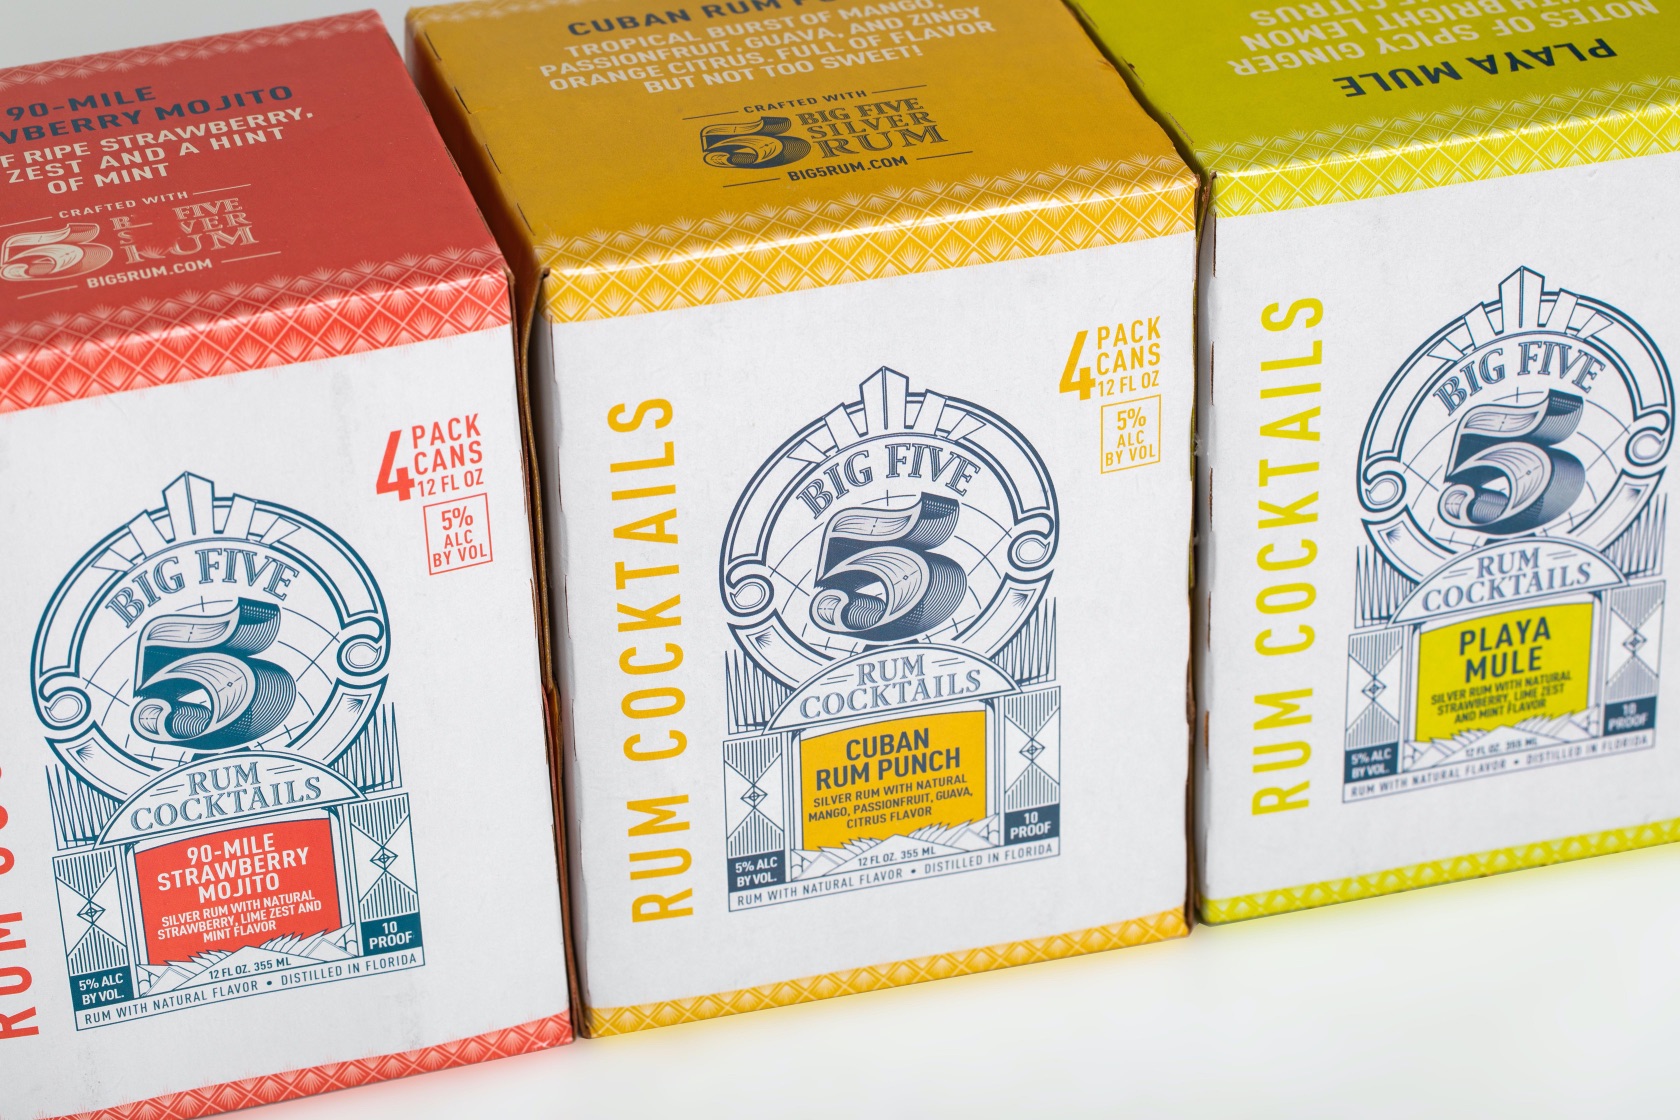 90-MILE
WBERRY MOJITO
F RIPE STRAWBERRY,
ZEST AND A HINT
OF MINT
CRAFTED WITH
5 FIVE
VER
RUM
BIG5RUM.COM
4 PACK
CANS
12 FL OZ
5%
ALC
BY VOL
BIG FIVE
5
RUM
COCKTAILS
90-MILE
STRAWBERRY
MOJITO
SILVER RUM WITH NATURAL
STRAWBERRY, LIME ZEST AND
MINT FLAVOR
5% ALC
BY VOL.
10
PROOF
12 FL OZ. 355 ML
RUM WITH NATURAL FLAVOR • DISTILLED IN FLORIDA
RUM
CUBAN RUM
TROPICAL BURST OF MANGO,
PASSIONFRUIT, GUAVA, AND ZINGY
ORANGE CITRUS, FULL OF FLAVOR
BUT NOT TOO SWEET!
CRAFTED WITH
5 BIG FIVE
SILVER
RUM
BIG5RUM.COM
RUM COCKTAILS
4 PACK
CANS
12 FL OZ
5%
ALC
BY VOL
BIG FIVE
5
RUM
COCKTAILS
CUBAN
RUM PUNCH
SILVER RUM WITH NATURAL
MANGO, PASSIONFRUIT, GUAVA,
CITRUS FLAVOR
5% ALC
BY VOL.
10
PROOF
12 FL OZ. 355 ML
RUM WITH NATURAL FLAVOR • DISTILLED IN FLORIDA
PLAYA MULE
NOTES OF SPICY GINGER
WITH BRIGHT LEMON
CITRUS
RUM COCKTAILS
BIG FIVE
5
RUM
COCKTAILS
PLAYA
MULE
SILVER RUM WITH NATURAL
STRAWBERRY, LIME ZEST
AND MINT FLAVOR
5% ALC
BY VOL.
10
PROOF
12 FL OZ. 355 ML
RUM WITH NATURAL FLAVOR • DISTILLED IN FLORIDA